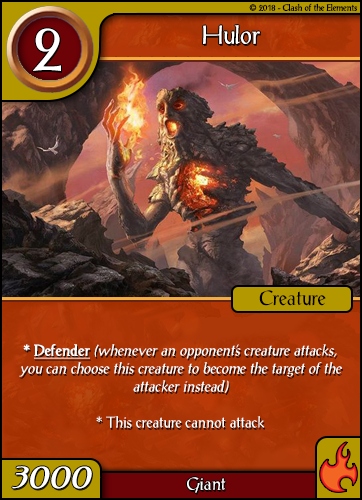 © 2018 - Clash of the Elements
2
Hulor
Creature
* Defender (whenever an opponent's creature attacks,
you can choose this creature to become the target of the
attacker instead)
* This creature cannot attack
3000
Giant